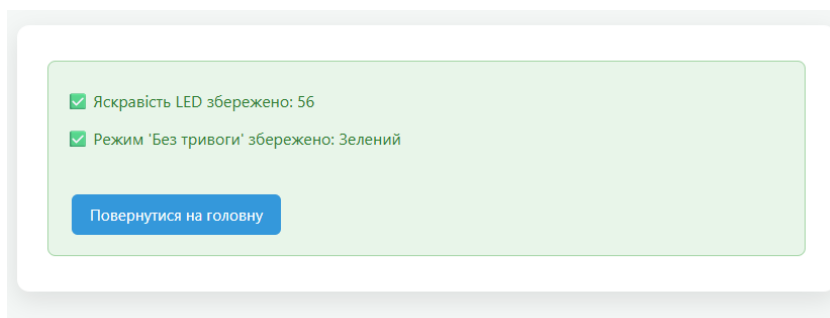 ✅ Яскравість LED збережено: 56
✅ Режим 'Без тривоги' збережено: Зелений
Повернутися на головну